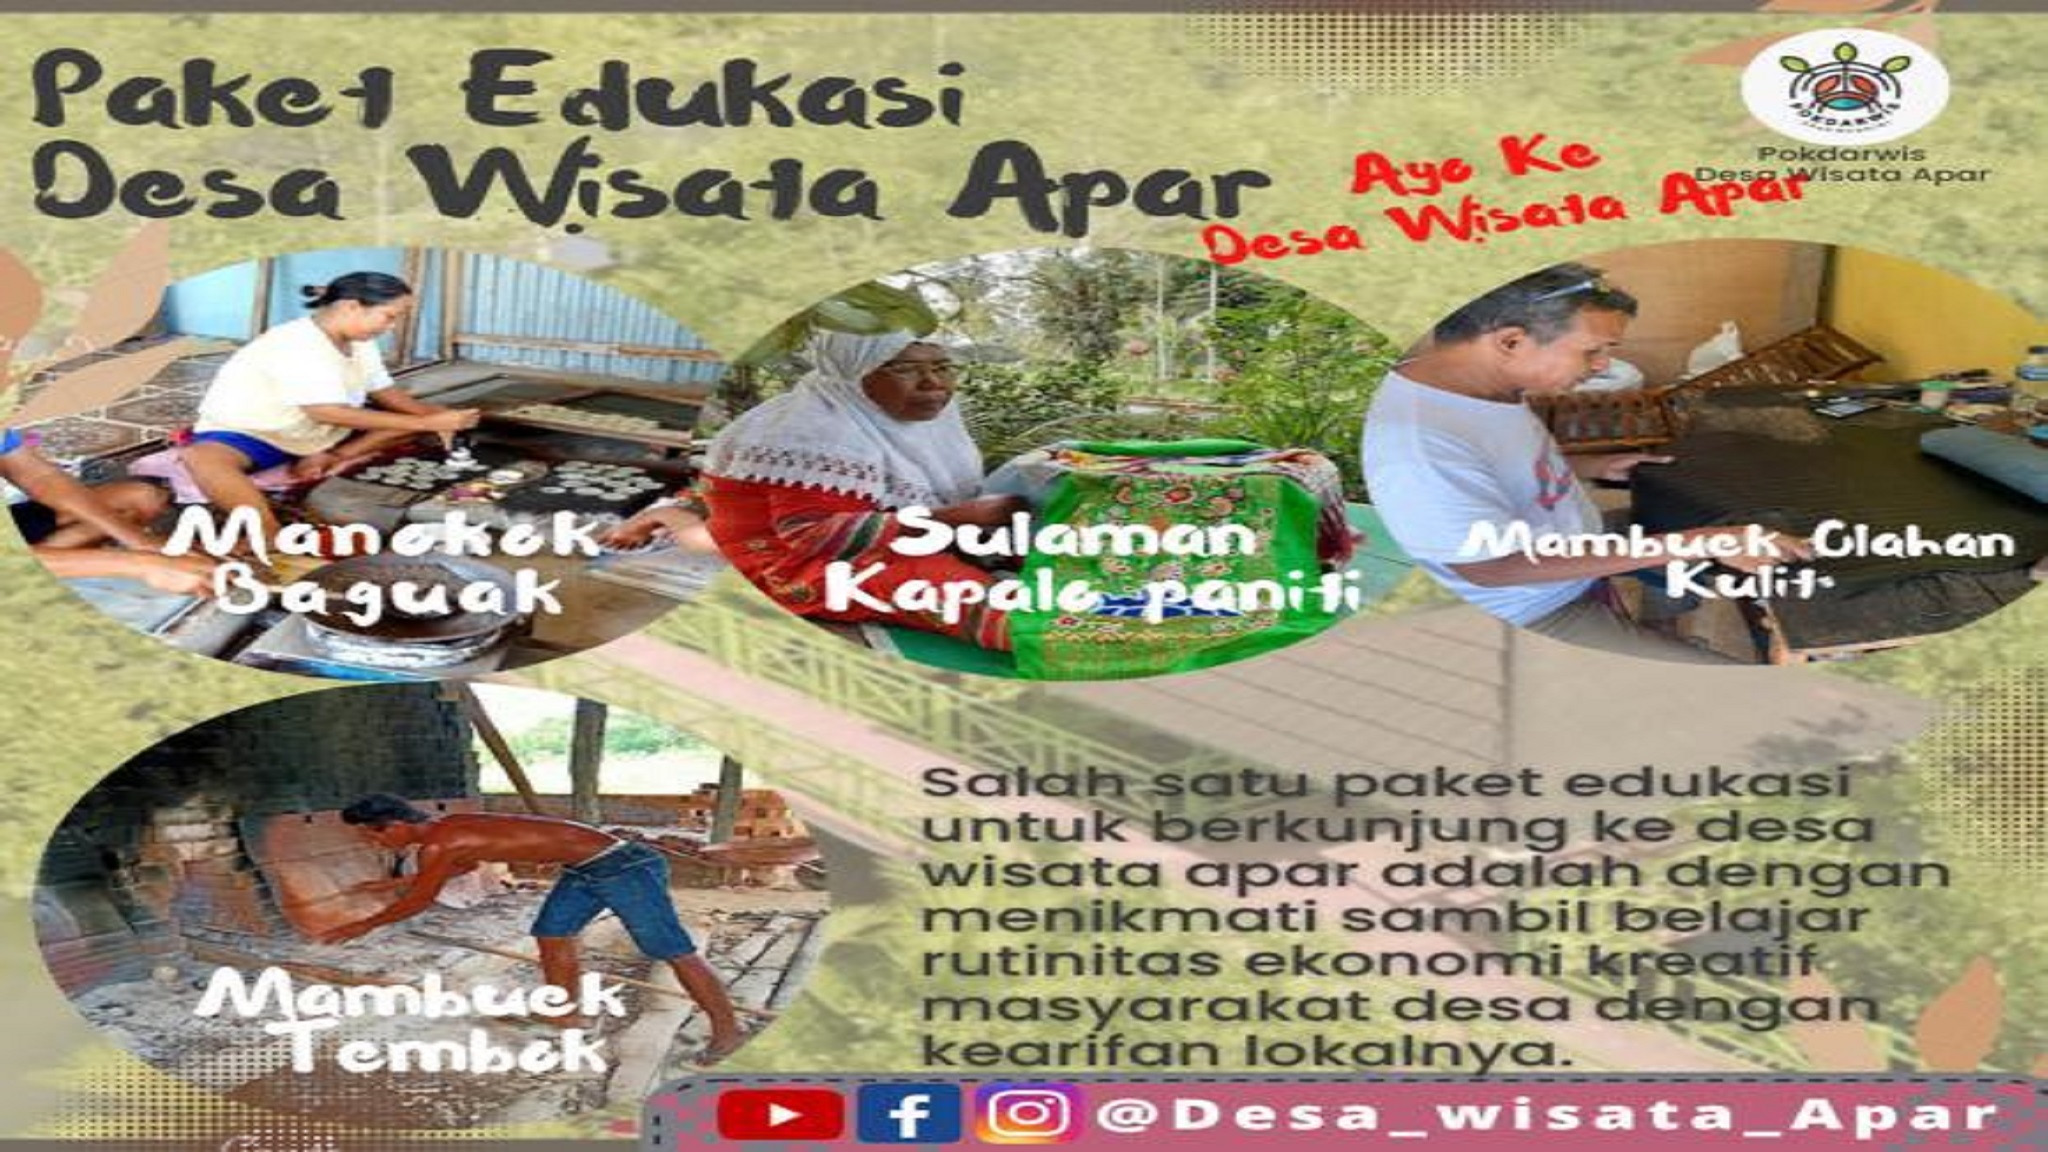 Paket Edukasi
Desa Wisata Apar
Ayo Ke
Desa Wisata Apar
POKDARWIS
Pokdarwis
Desa Wisata Apar
Manokok
Baguak
Sulaman
Kapalo paniti
Mambuek Olahan
Kulit
Mambuek
Tembok
Salah satu paket edukasi
untuk berkunjung ke desa
wisata apar adalah dengan
menikmati sambil belajar
rutinitas ekonomi kreatif
masyarakat desa dengan
kearifan lokalnya.
@Desa_wisata_Apar